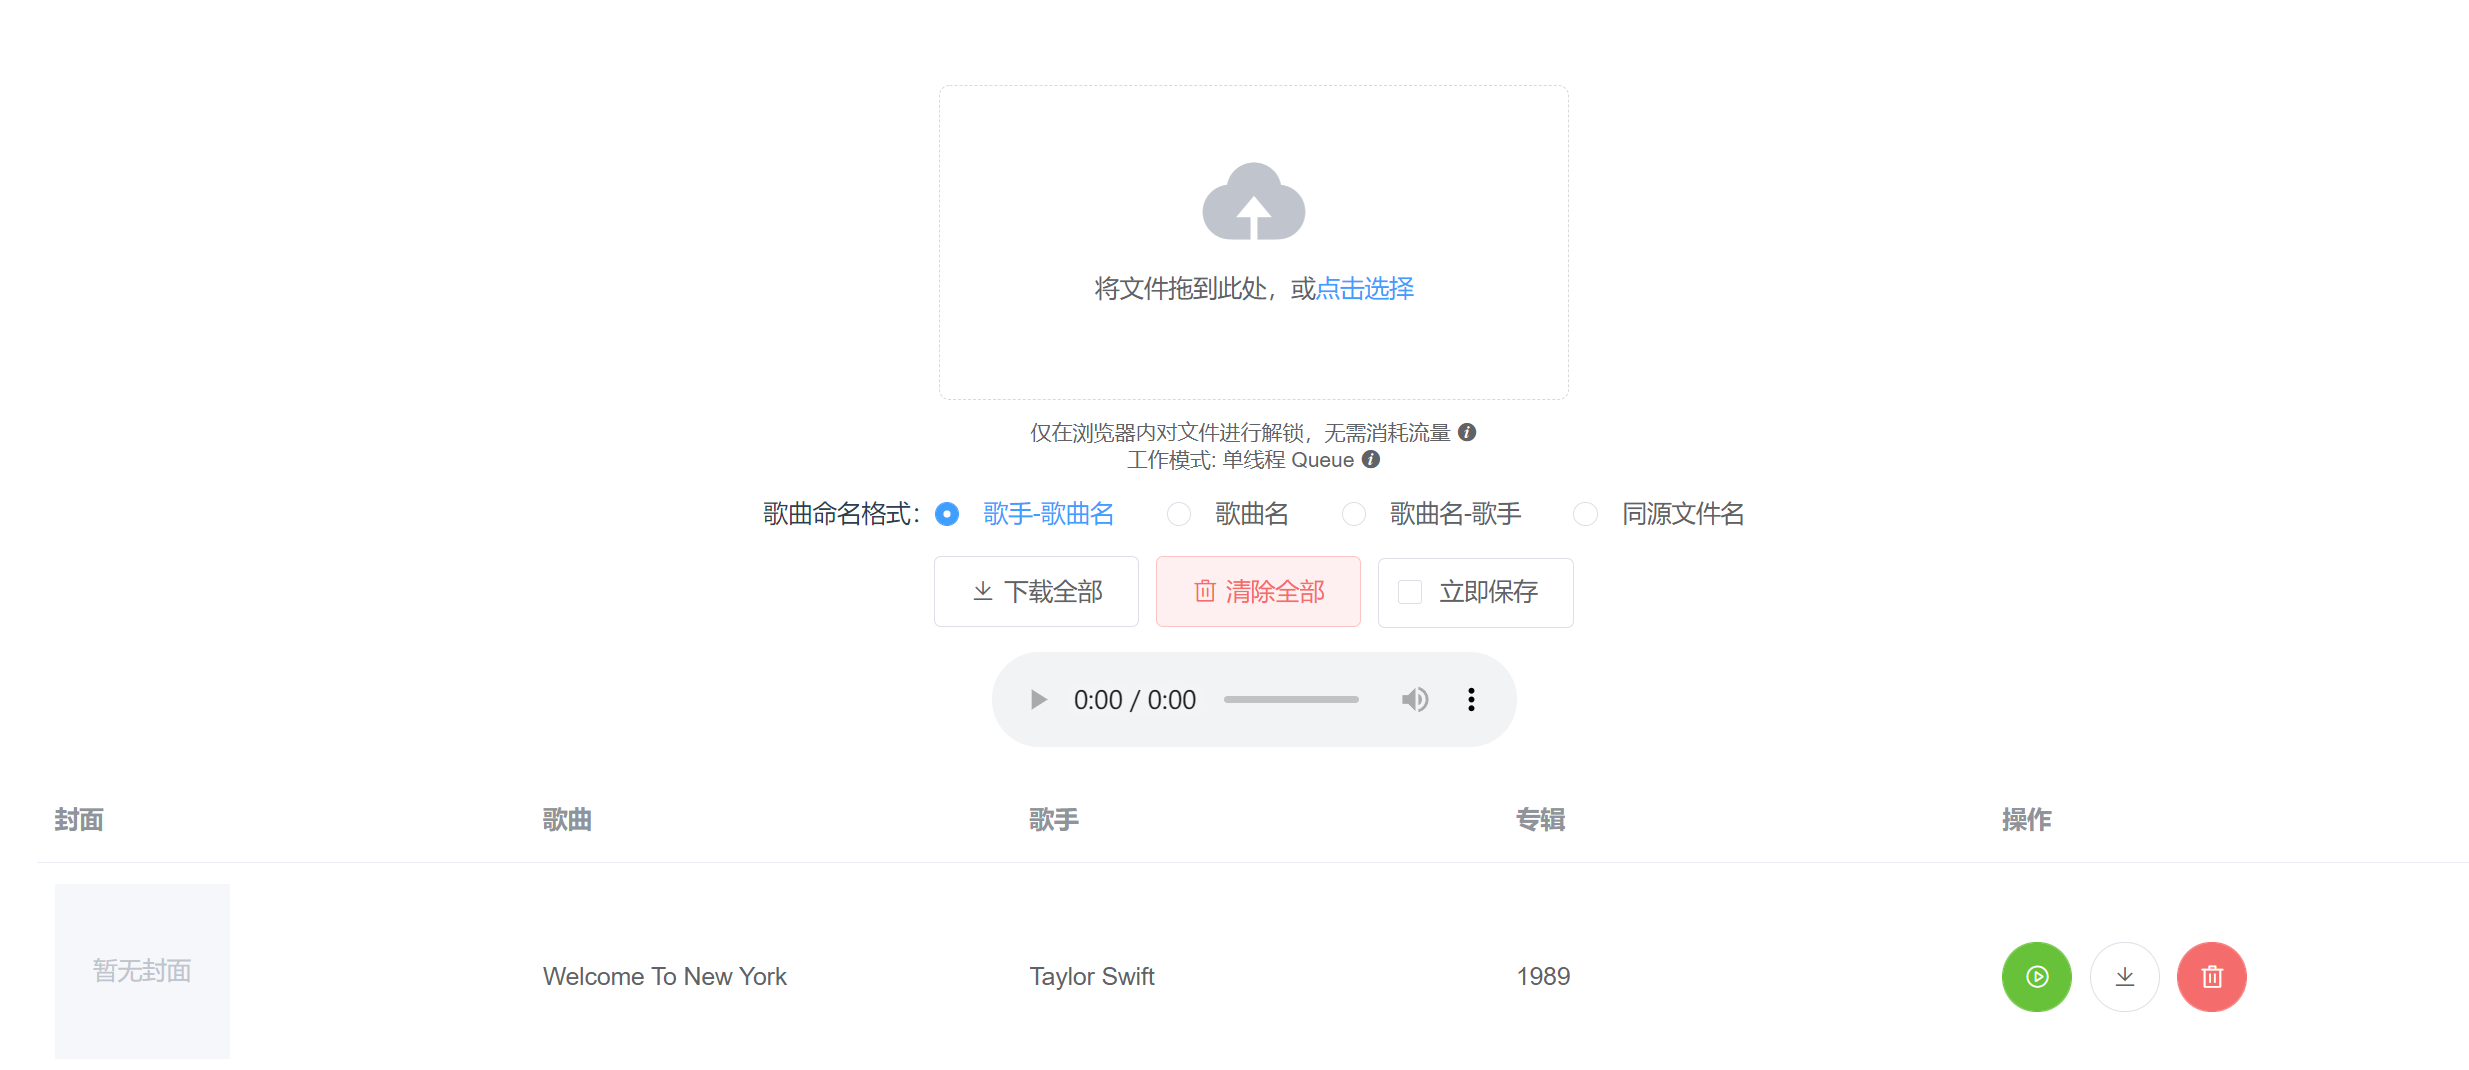 将文件拖到此处，或点击选择
仅在浏览器内对文件进行解锁，无需消耗流量
工作模式: 单线程 Queue
歌曲命名格式： 歌手-歌曲名 歌曲名 歌曲名-歌手 同源文件名
下载全部 清除全部 立即保存
0:00 / 0:00
封面 歌曲 歌手 专辑 操作
暂无封面 Welcome To New York Taylor Swift 1989